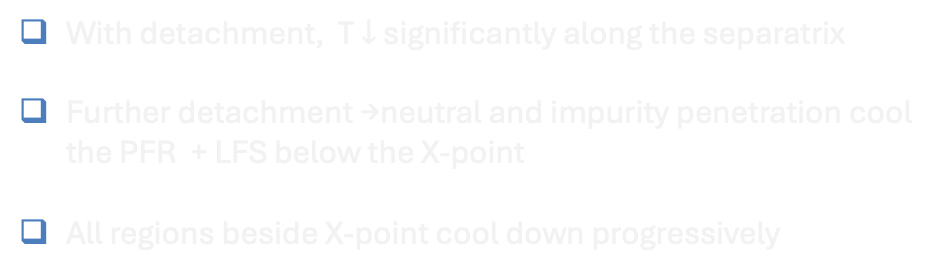 ❑ With detachment, T ↓ significantly along the separatrix
❑ Further detachment →neutral and impurity penetration cool
the PFR + LFS below the X-point
❑ All regions beside X-point cool down progressively